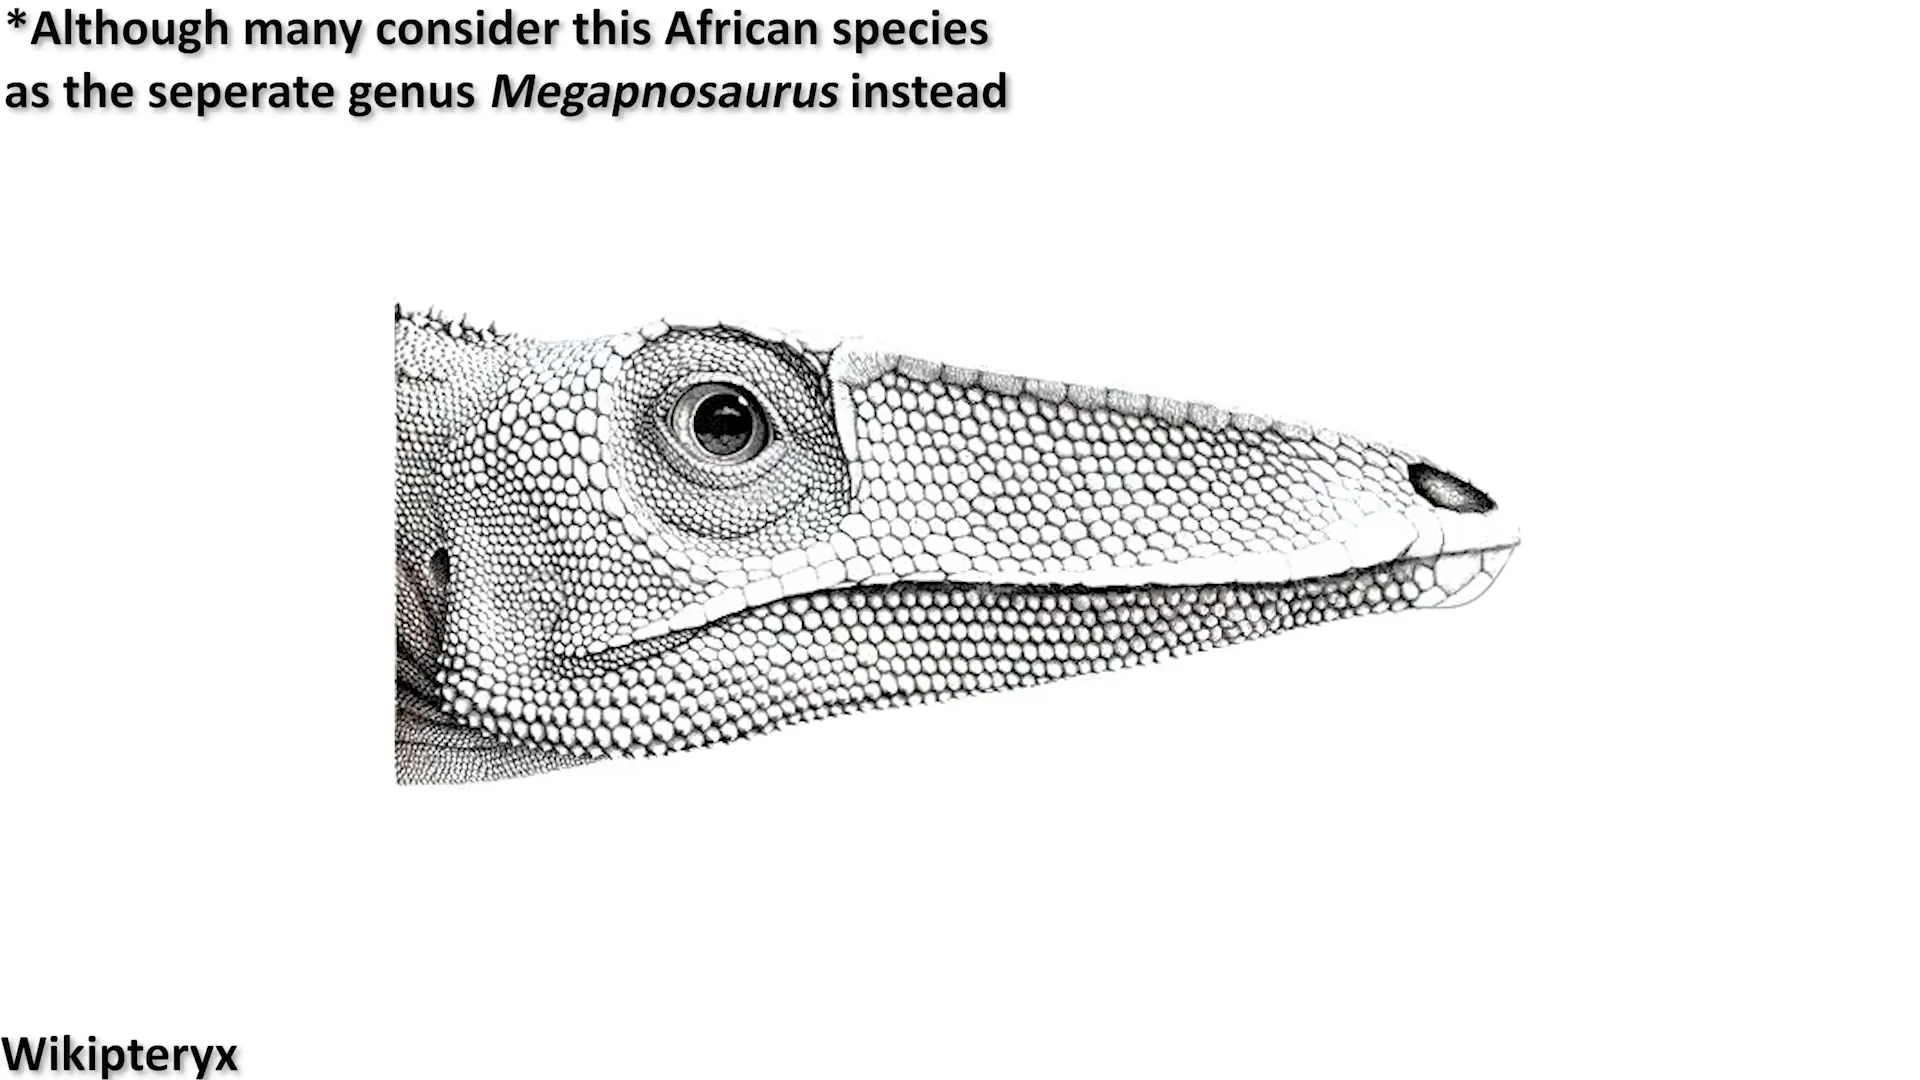 *Although many consider this African species
as the seperate genus Megapnosaurus instead
Wikipteryx